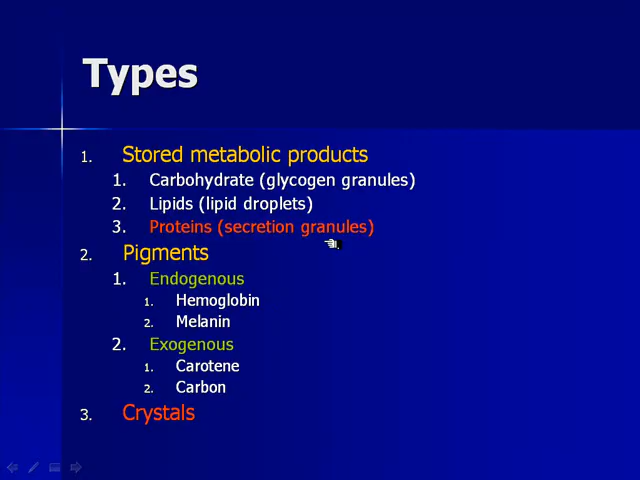 Types
1. Stored metabolic products
1. Carbohydrate (glycogen granules)
2. Lipids (lipid droplets)
3. Proteins (secretion granules)
2. Pigments
1. Endogenous
1. Hemoglobin
2. Melanin
2. Exogenous
1. Carotene
2. Carbon
3. Crystals